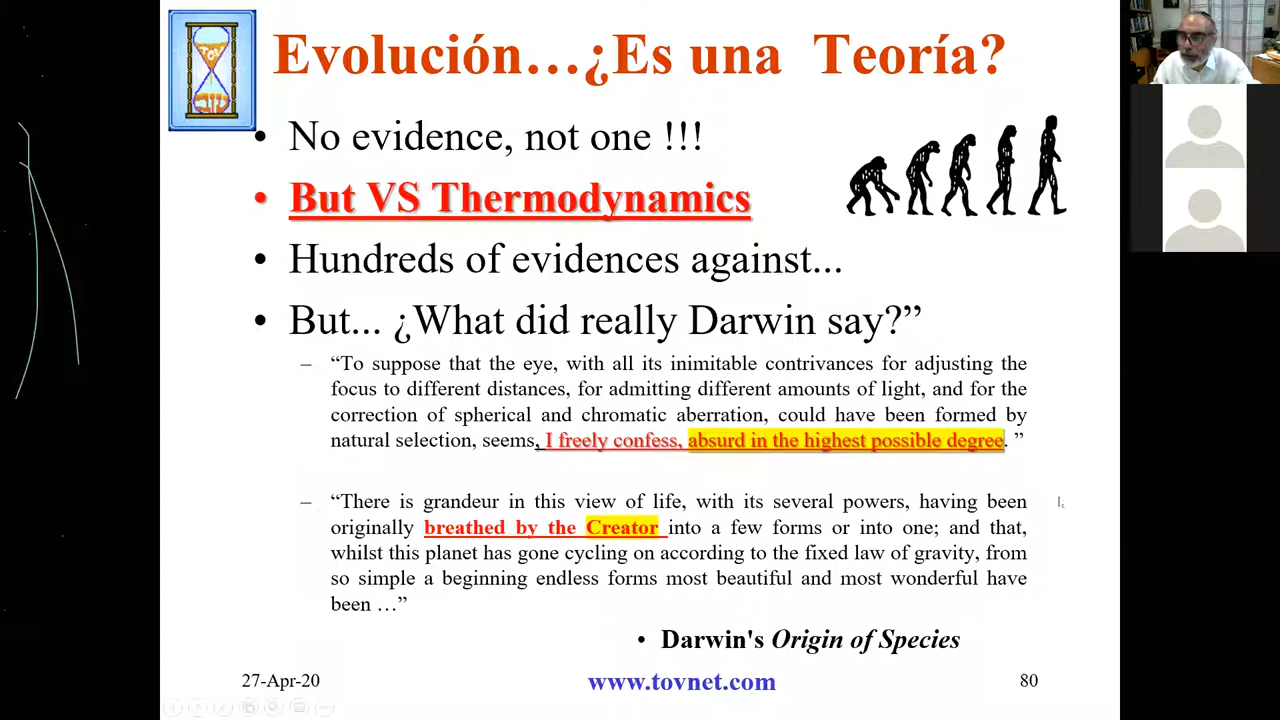 Evolución…¿Es una Teoría?
• No evidence, not one !!!
• But VS Thermodynamics
• Hundreds of evidences against...
• But... ¿What did really Darwin say?”
– “To suppose that the eye, with all its inimitable contrivances for adjusting the
focus to different distances, for admitting different amounts of light, and for the
correction of spherical and chromatic aberration, could have been formed by
natural selection, seems, I freely confess, absurd in the highest possible degree. ”
– “There is grandeur in this view of life, with its several powers, having been
originally breathed by the Creator into a few forms or into one; and that,
whilst this planet has gone cycling on according to the fixed law of gravity, from
so simple a beginning endless forms most beautiful and most wonderful have
been …”
• Darwin's Origin of Species
27-Apr-20
www.tovnet.com
80